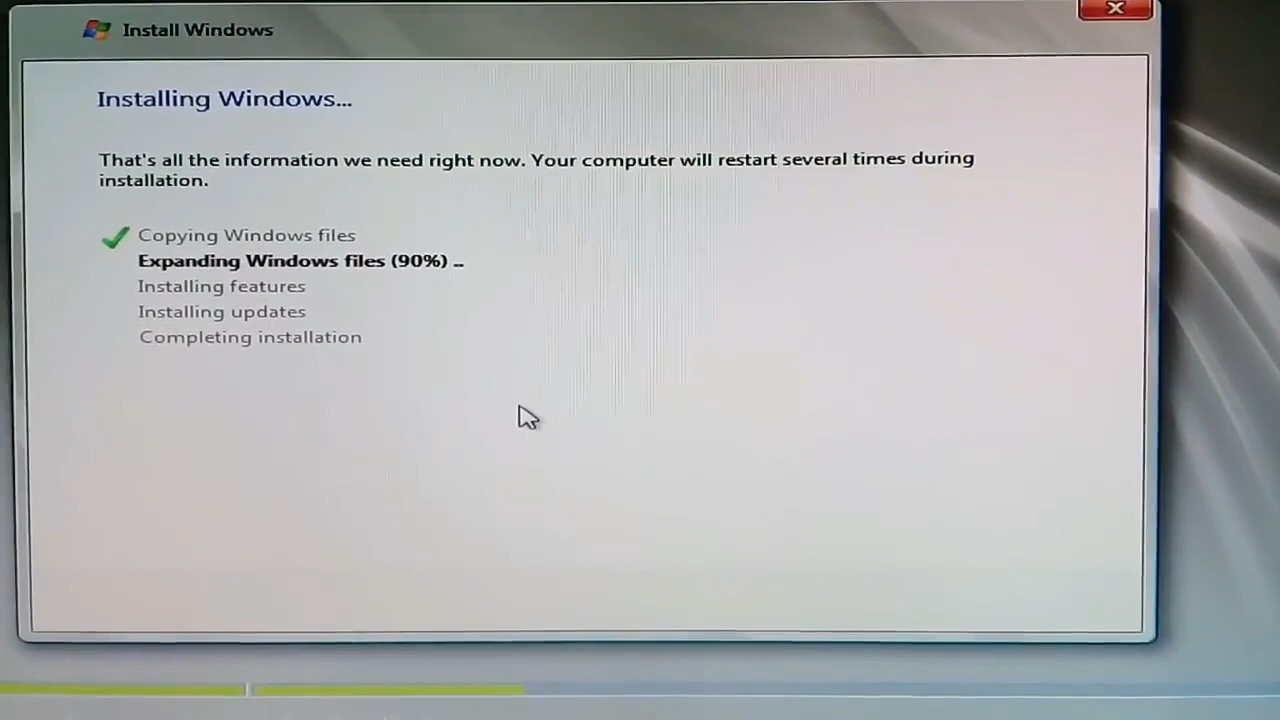 Install Windows
Installing Windows...
That's all the information we need right now. Your computer will restart several times during
installation.
Copying Windows files
Expanding Windows files (90%) ..
Installing features
Installing updates
Completing installation